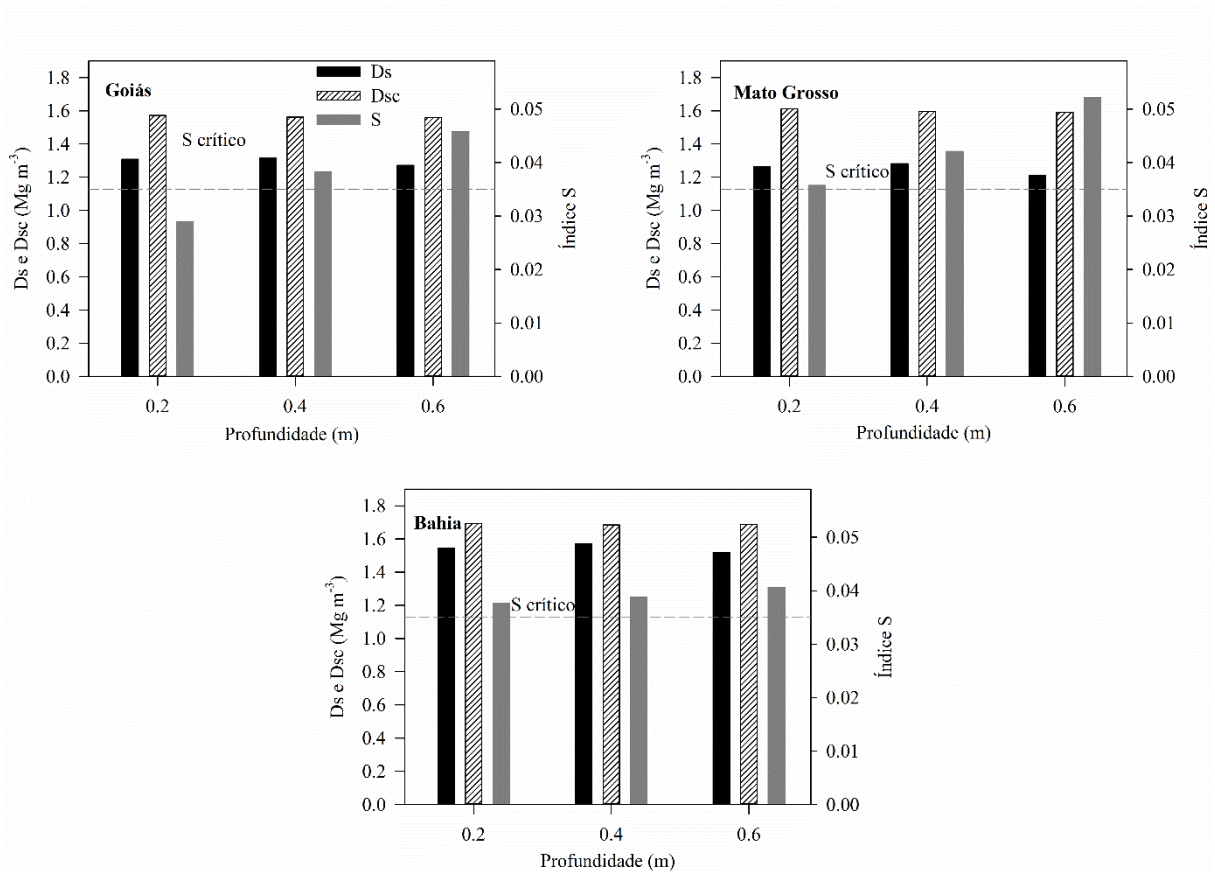 Goiás
Ds
Dsc
S
S crítico
Ds e Dsc (Mg m-3)
1.8
1.6
1.4
1.2
1.0
0.8
0.6
0.4
0.2
0.0
0.05
0.04
0.03
0.02
0.01
0.00
Índice S
0.2 0.4 0.6
Profundidade (m)
Mato Grosso
S crítico
Ds e Dsc (Mg m-3)
1.8
1.6
1.4
1.2
1.0
0.8
0.6
0.4
0.2
0.0
0.05
0.04
0.03
0.02
0.01
0.00
Índice S
0.2 0.4 0.6
Profundidade (m)
Bahia
S crítico
Ds e Dsc (Mg m-3)
1.8
1.6
1.4
1.2
1.0
0.8
0.6
0.4
0.2
0.0
0.05
0.04
0.03
0.02
0.01
0.00
Índice S
0.2 0.4 0.6
Profundidade (m)